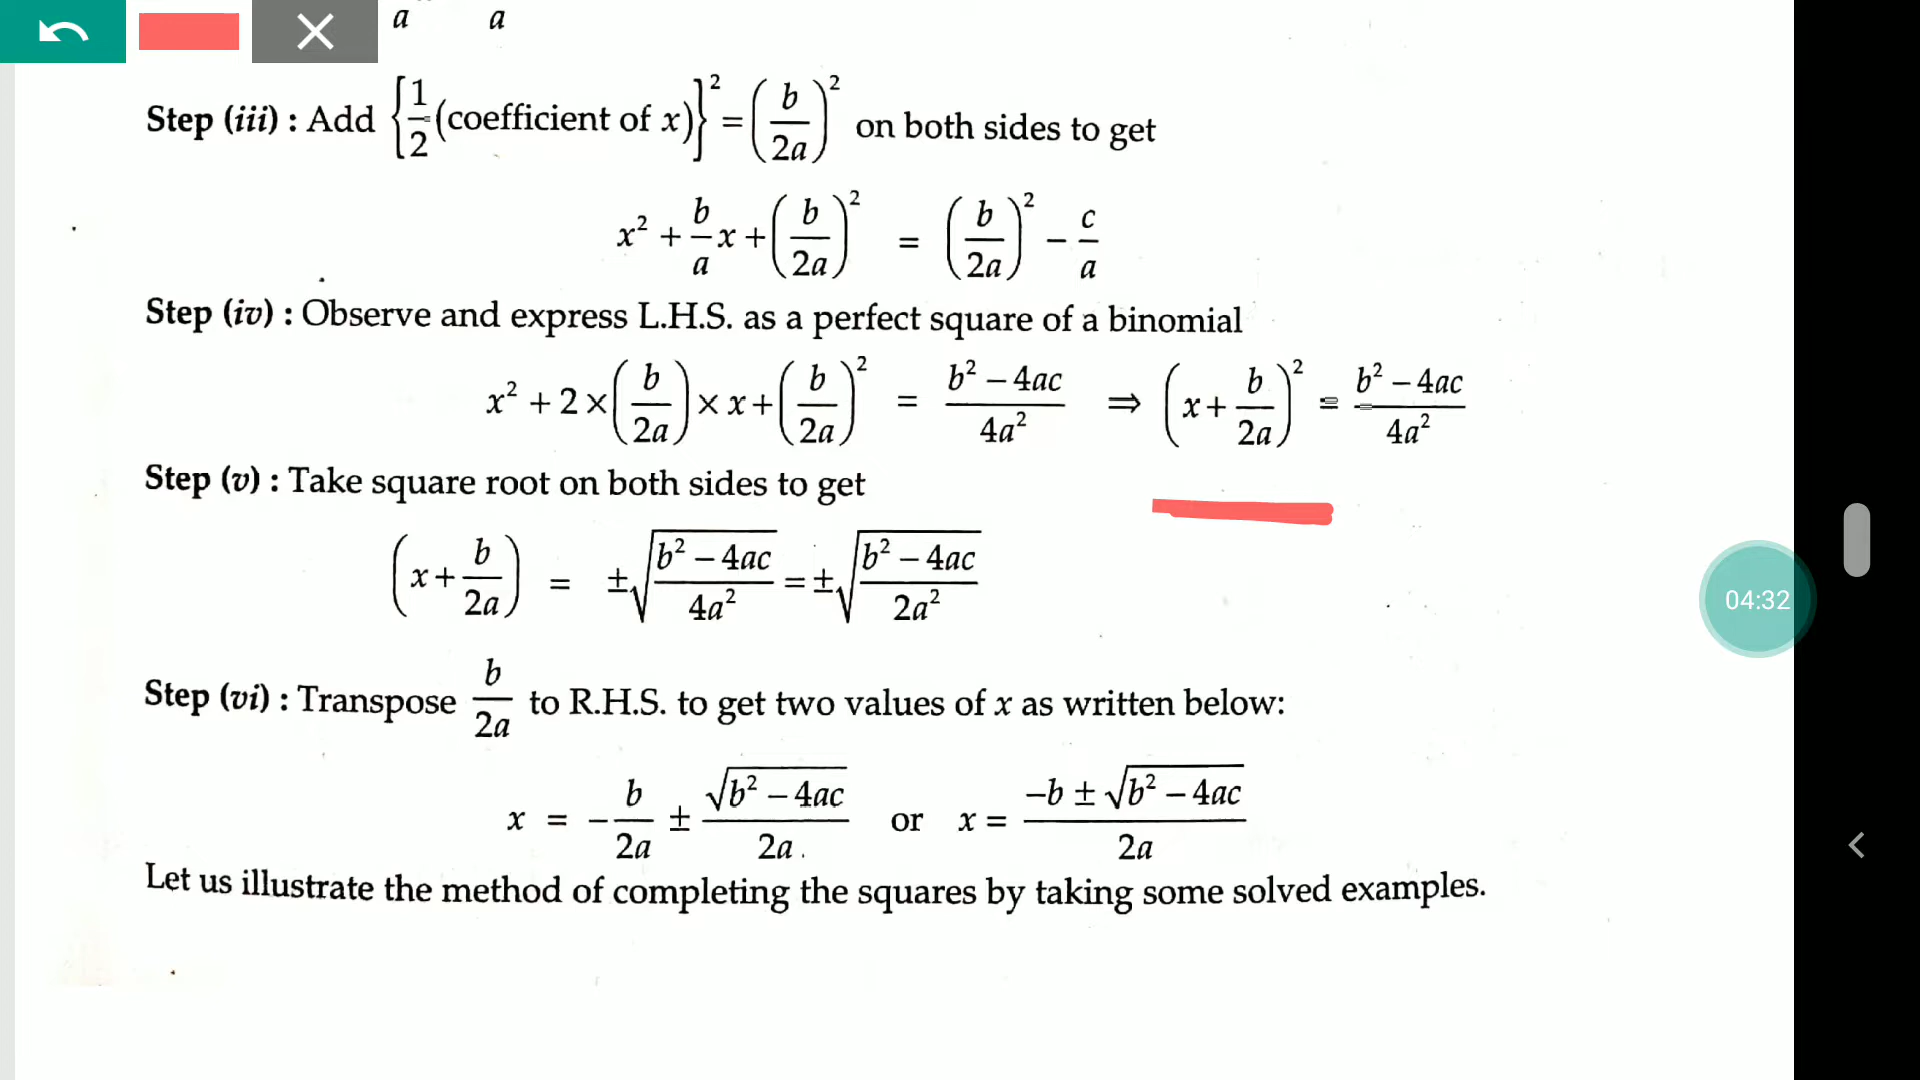 a a
Step (iii) : Add {1/2 (coefficient of x)}² = (b/2a)² on both sides to get
x² + b/a x + (b/2a)² = (b/2a)² – c/a
Step (iv) : Observe and express L.H.S. as a perfect square of a binomial
x² + 2 × (b/2a) × x + (b/2a)² = b² – 4ac/4a² ⇒ (x + b/2a)² = b² – 4ac/4a²
Step (v) : Take square root on both sides to get
(x + b/2a) = ±√(b² – 4ac/4a²) = ±√(b² – 4ac/2a²)
04:32
Step (vi) : Transpose b/2a to R.H.S. to get two values of x as written below:
x = – b/2a ± √(b² – 4ac)/2a . or x = –b ± √(b² – 4ac)/2a
Let us illustrate the method of completing the squares by taking some solved examples.